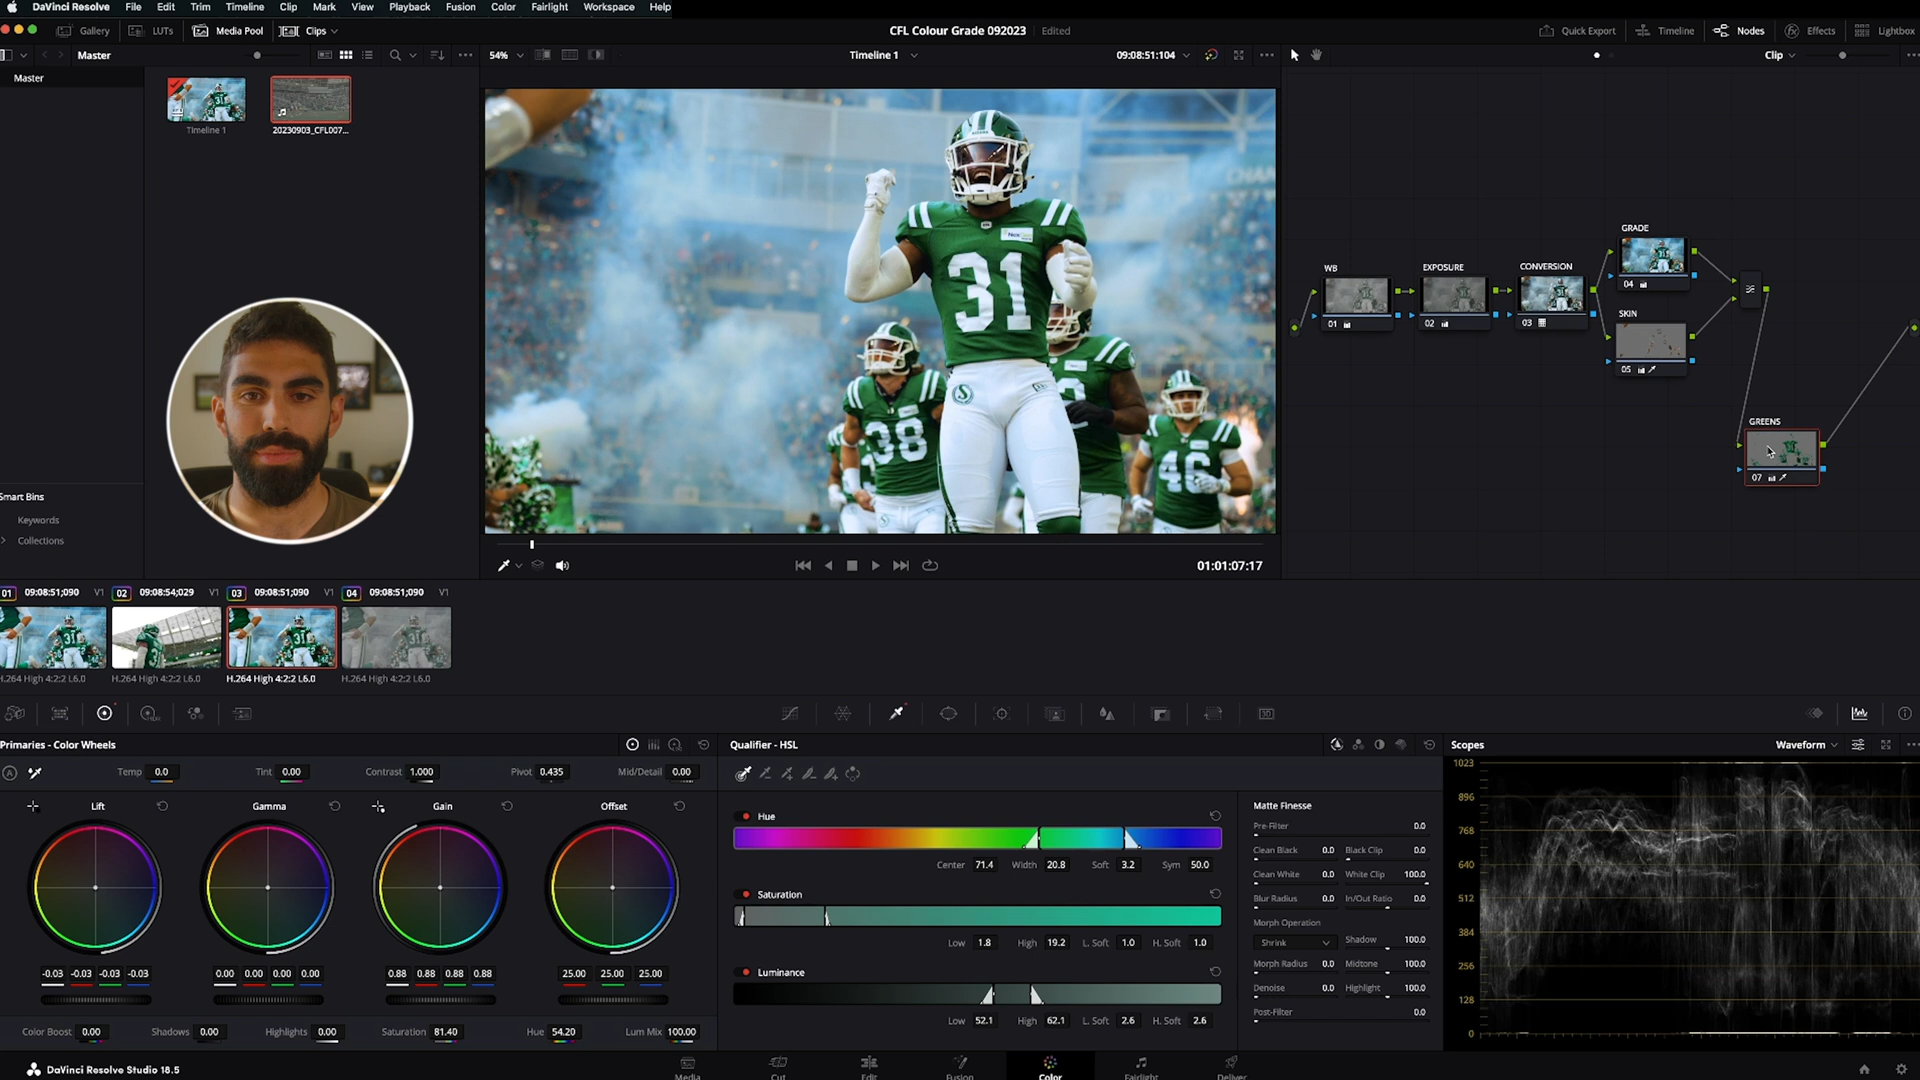 DaVinci Resolve File Edit Trim Timeline Clip Mark View Playback Fusion Color Fairlight Workspace Help
Gallery LUTs Media Pool Clips CFL Colour Grade 092023 Edited Quick Export Timeline Nodes Effects Lightbox
Master 54% Timeline 1 09:08:51:104 Clip
Master
Timeline 1 20230903_CFL007...
31
38
46
WB
01
EXPOSURE
02
CONVERSION
03
GRADE
04
SKIN
05
GREENS
07
Smart Bins
Keywords
Collections
01:01:07:17
01 09:08:51;090 V1 02 09:08:54;029 V1 03 09:08:51;090 V1 04 09:08:51;090 V1
H.264 High 4:2:2 L6.0 H.264 High 4:2:2 L6.0 H.264 High 4:2:2 L6.0 H.264 High 4:2:2 L6.0
Primaries - Color Wheels
Temp 0.0 Tint 0.00 Contrast 1.000 Pivot 0.435 Mid/Detail 0.00
Lift Gamma Gain Offset
-0.03 -0.03 -0.03 -0.03 0.00 0.00 0.00 0.00 0.88 0.88 0.88 0.88 25.00 25.00 25.00
Color Boost 0.00 Shadows 0.00 Highlights 0.00 Saturation 81.40 Hue 54.20 Lum Mix 100.00
Qualifier - HSL
Hue
Center 71.4 Width 20.8 Soft 3.2 Sym 50.0
Saturation
Low 1.8 High 19.2 L. Soft 1.0 H. Soft 1.0
Luminance
Low 52.1 High 62.1 L. Soft 2.6 H. Soft 2.6
Matte Finesse
Pre-Filter 0.0
Clean Black 0.0 Black Clip 0.0
Clean White 0.0 White Clip 100.0
Blur Radius 0.0 In/Out Ratio 0.0
Morph Operation
Shrink Shadow 100.0
Morph Radius 0.0 Midtone 100.0
Denoise 0.0 Highlight 100.0
Post-Filter 0.0
Scopes Waveform
1023
896
768
640
512
384
256
128
0
DaVinci Resolve Studio 18.5 Media Cut Edit Fusion Color Fairlight Deliver